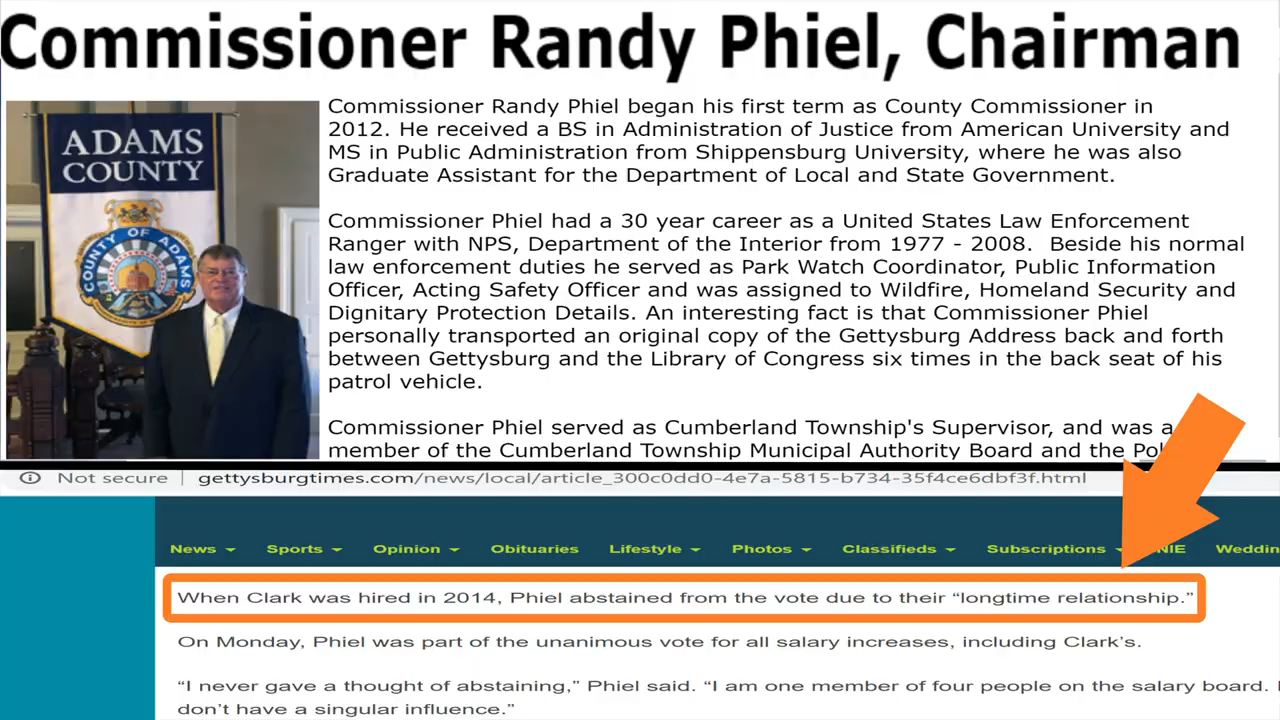 Commissioner Randy Phiel, Chairman
ADAMS
COUNTY
COUNTY OF ADAMS
Commissioner Randy Phiel began his first term as County Commissioner in
2012. He received a BS in Administration of Justice from American University and
MS in Public Administration from Shippensburg University, where he was also
Graduate Assistant for the Department of Local and State Government.
Commissioner Phiel had a 30 year career as a United States Law Enforcement
Ranger with NPS, Department of the Interior from 1977 - 2008.  Beside his normal
law enforcement duties he served as Park Watch Coordinator, Public Information
Officer, Acting Safety Officer and was assigned to Wildfire, Homeland Security and
Dignitary Protection Details. An interesting fact is that Commissioner Phiel
personally transported an original copy of the Gettysburg Address back and forth
between Gettysburg and the Library of Congress six times in the back seat of his
patrol vehicle.
Commissioner Phiel served as Cumberland Township's Supervisor, and was a
member of the Cumberland Township Municipal Authority Board and the
Not secure | gettysburgtimes.com/news/local/article_300c0dd0-4e7a-5815-b734-35f4ce6dbf3f.html
News Sports Opinion Obituaries Lifestyle Photos Classifieds Subscriptions
When Clark was hired in 2014, Phiel abstained from the vote due to their “longtime relationship.”
On Monday, Phiel was part of the unanimous vote for all salary increases, including Clark’s.
“I never gave a thought of abstaining,” Phiel said. “I am one member of four people on the salary board. I
don’t have a singular influence.”